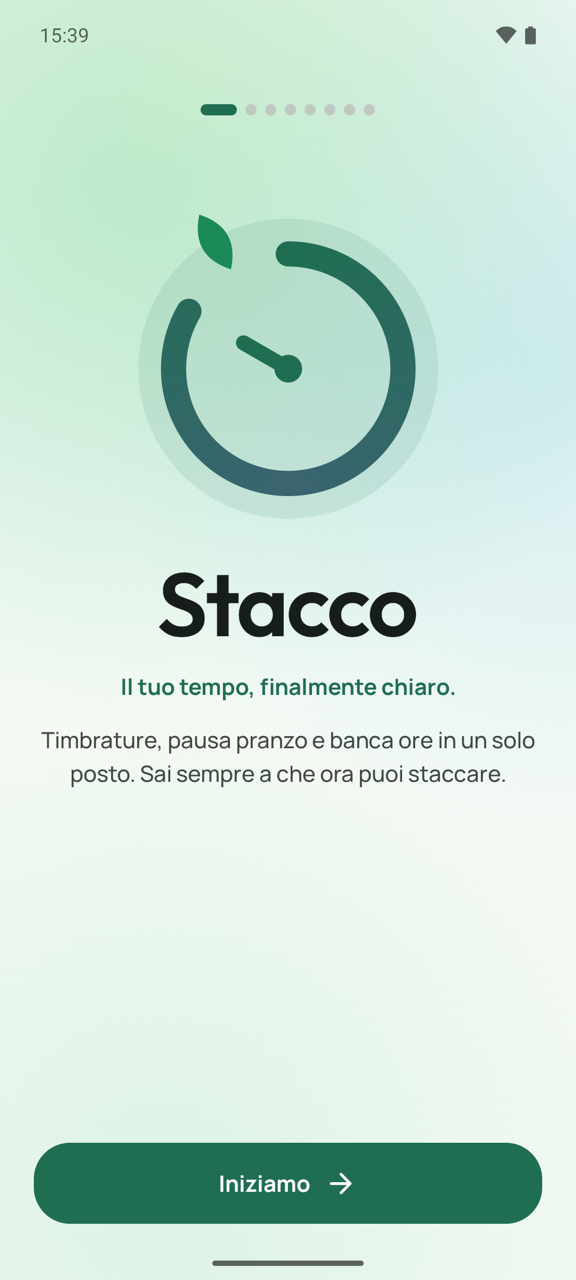 15:39
Stacco
Il tuo tempo, finalmente chiaro.
Timbrature, pausa pranzo e banca ore in un solo
posto. Sai sempre a che ora puoi staccare.
Iniziamo